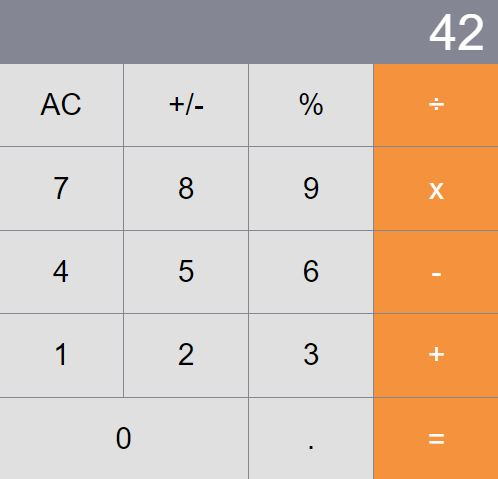 42
AC +/- % ÷
7 8 9 x
4 5 6 -
1 2 3 +
0 . =